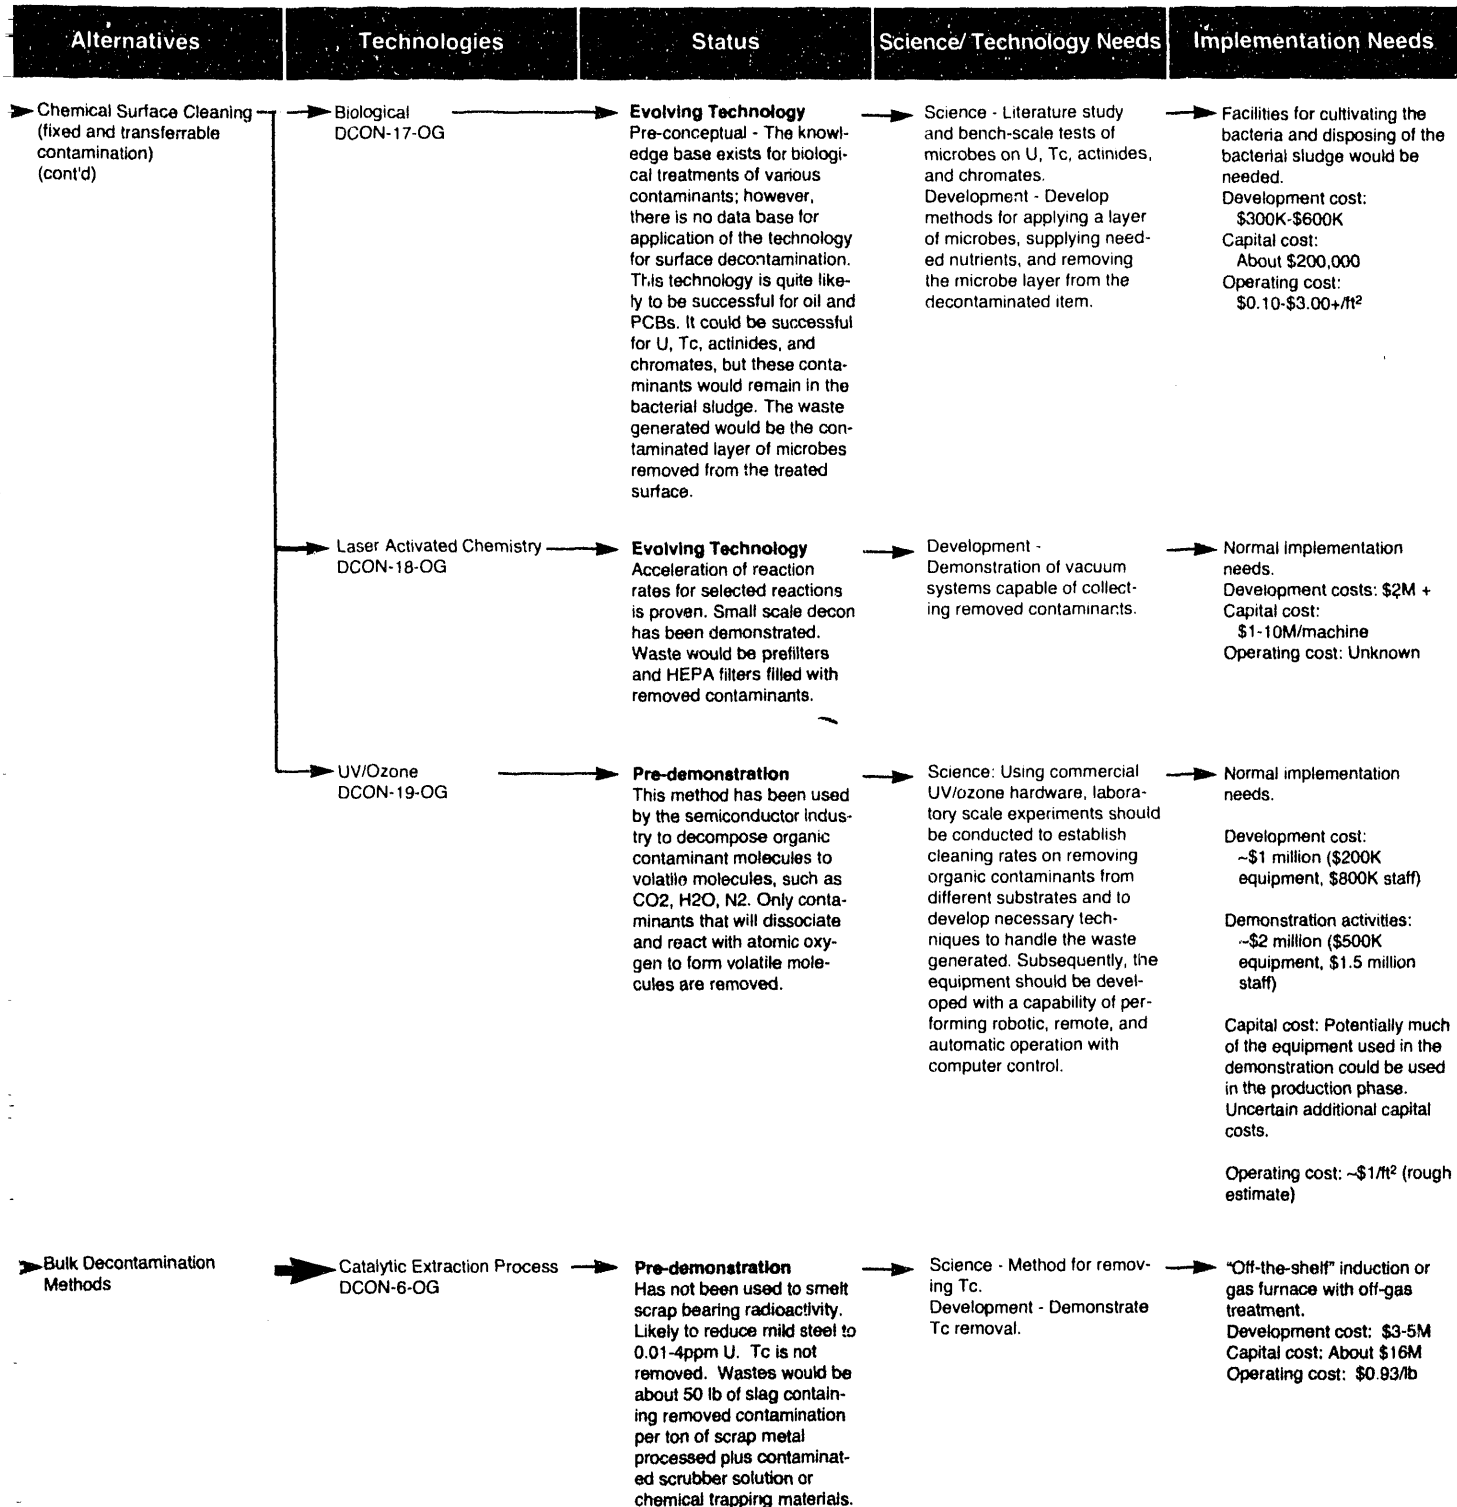 Alternatives
Technologies
Status
Science/ Technology Needs
Implementation Needs
Chemical Surface Cleaning
(fixed and transferrable
contamination)
(cont'd)
Biological
DCON-17-OG
Evolving Technology
Pre-conceptual - The knowl-
edge base exists for biologi-
cal treatments of various
contaminants; however,
there is no data base for
application of the technology
for surface decontamination.
This technology is quite like-
ly to be successful for oil and
PCBs. It could be successful
for U, Tc, actinides, and
chromates, but these conta-
minants would remain in the
bacterial sludge. The waste
generated would be the con-
taminated layer of microbes
removed from the treated
surface.
Science - Literature study
and bench-scale tests of
microbes on U, Tc, actinides,
and chromates.
Development - Develop
methods for applying a layer
of microbes, supplying need-
ed nutrients, and removing
the microbe layer from the
decontaminated item.
Facilities for cultivating the
bacteria and disposing of the
bacterial sludge would be
needed.
Development cost:
$300K-$600K
Capital cost:
About $200,000
Operating cost:
$0.10-$3.00+/ft²
Laser Activated Chemistry
DCON-18-OG
Evolving Technology
Acceleration of reaction
rates for selected reactions
is proven. Small scale decon
has been demonstrated.
Waste would be prefilters
and HEPA filters filled with
removed contaminants.
Development -
Demonstration of vacuum
systems capable of collect-
ing removed contaminants.
Normal implementation
needs.
Development costs: $2M +
Capital cost:
$1-10M/machine
Operating cost: Unknown
UV/Ozone
DCON-19-OG
Pre-demonstration
This method has been used
by the semiconductor indus-
try to decompose organic
contaminant molecules to
volatile molecules, such as
CO2, H2O, N2. Only conta-
minants that will dissociate
and react with atomic oxy-
gen to form volatile mole-
cules are removed.
Science: Using commercial
UV/ozone hardware, labora-
tory scale experiments should
be conducted to establish
cleaning rates on removing
organic contaminants from
different substrates and to
develop necessary tech-
niques to handle the waste
generated. Subsequently, the
equipment should be devel-
oped with a capability of per-
forming robotic, remote, and
automatic operation with
computer control.
Normal implementation
needs.
Development cost:
~$1 million ($200K
equipment, $800K staff)
Demonstration activities:
~$2 million ($500K
equipment, $1.5 million
staff)
Capital cost: Potentially much
of the equipment used in the
demonstration could be used
in the production phase.
Uncertain additional capital
costs.
Operating cost: ~$1/ft² (rough
estimate)
Bulk Decontamination
Methods
Catalytic Extraction Process
DCON-6-OG
Pre-demonstration
Has not been used to smelt
scrap bearing radioactivity.
Likely to reduce mild steel to
0.01-4ppm U. Tc is not
removed. Wastes would be
about 50 lb of slag contain-
ing removed contamination
per ton of scrap metal
processed plus contaminat-
ed scrubber solution or
chemical trapping materials.
Science - Method for remov-
ing Tc.
Development - Demonstrate
Tc removal.
"Off-the-shelf" induction or
gas furnace with off-gas
treatment.
Development cost: $3-5M
Capital cost: About $16M
Operating cost: $0.93/lb